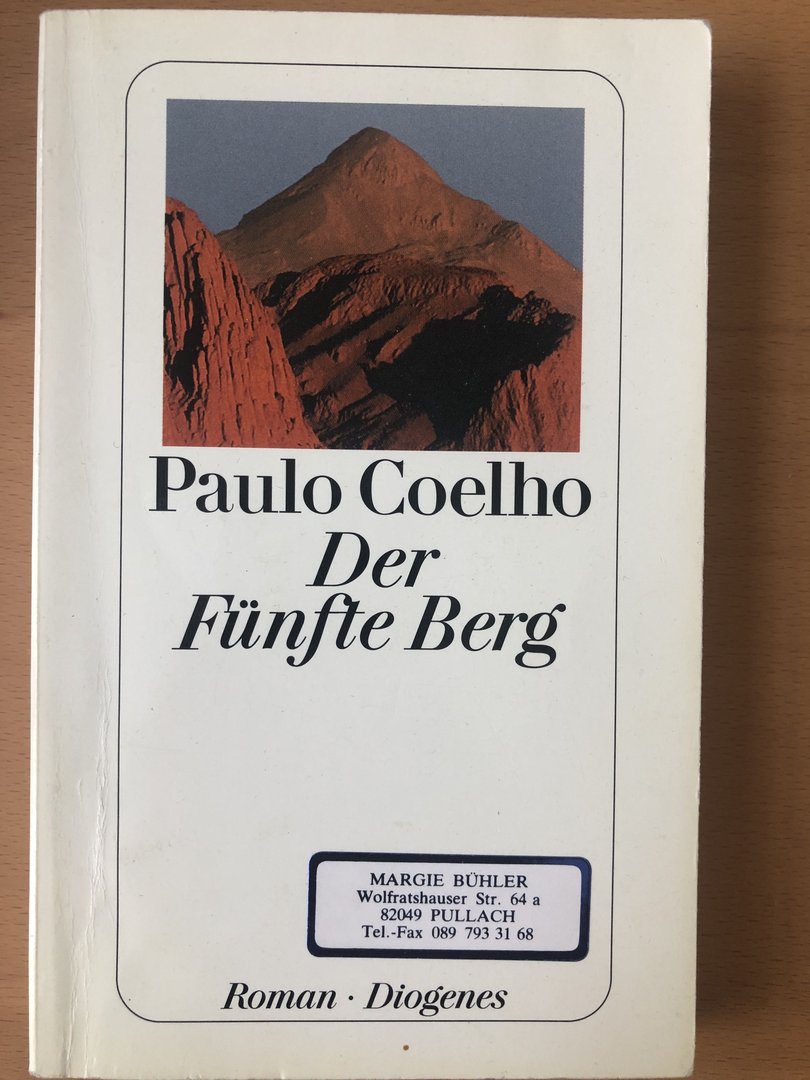 Paulo Coelho
Der
Fünfte Berg
MARGIE BÜHLER
Wolfratshauser Str. 64 a
82049 PULLACH
Tel.-Fax 089 793 31 68
Roman · Diogenes